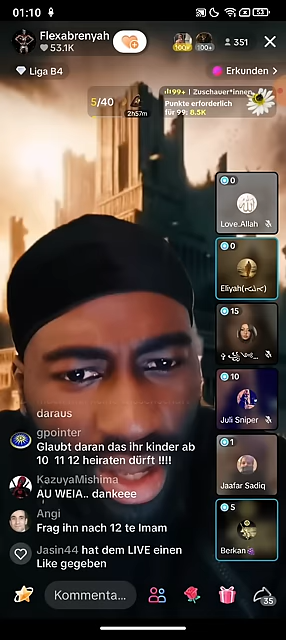 01:10
53
Flexabrenyah
53.1K
100+
351
Liga B4
Erkunden
5/40
2h57m
99+ | Zuschauer*innen
Punkte erforderlich
für 99: 8.5K
0
Love.Allah
0
15
10
Juli Sniper
1
Jaafar Sadiq
5
Berkan
daraus
gpointer
Glaubt daran das ihr kinder ab
10 11 12 heiraten dürft !!!!
KazuyaMishima
AU WEIA.. dankeee
Angi
Frag ihn nach 12 te Imam
Jasin44 hat dem LIVE einen
Like gegeben
Kommenta...
35